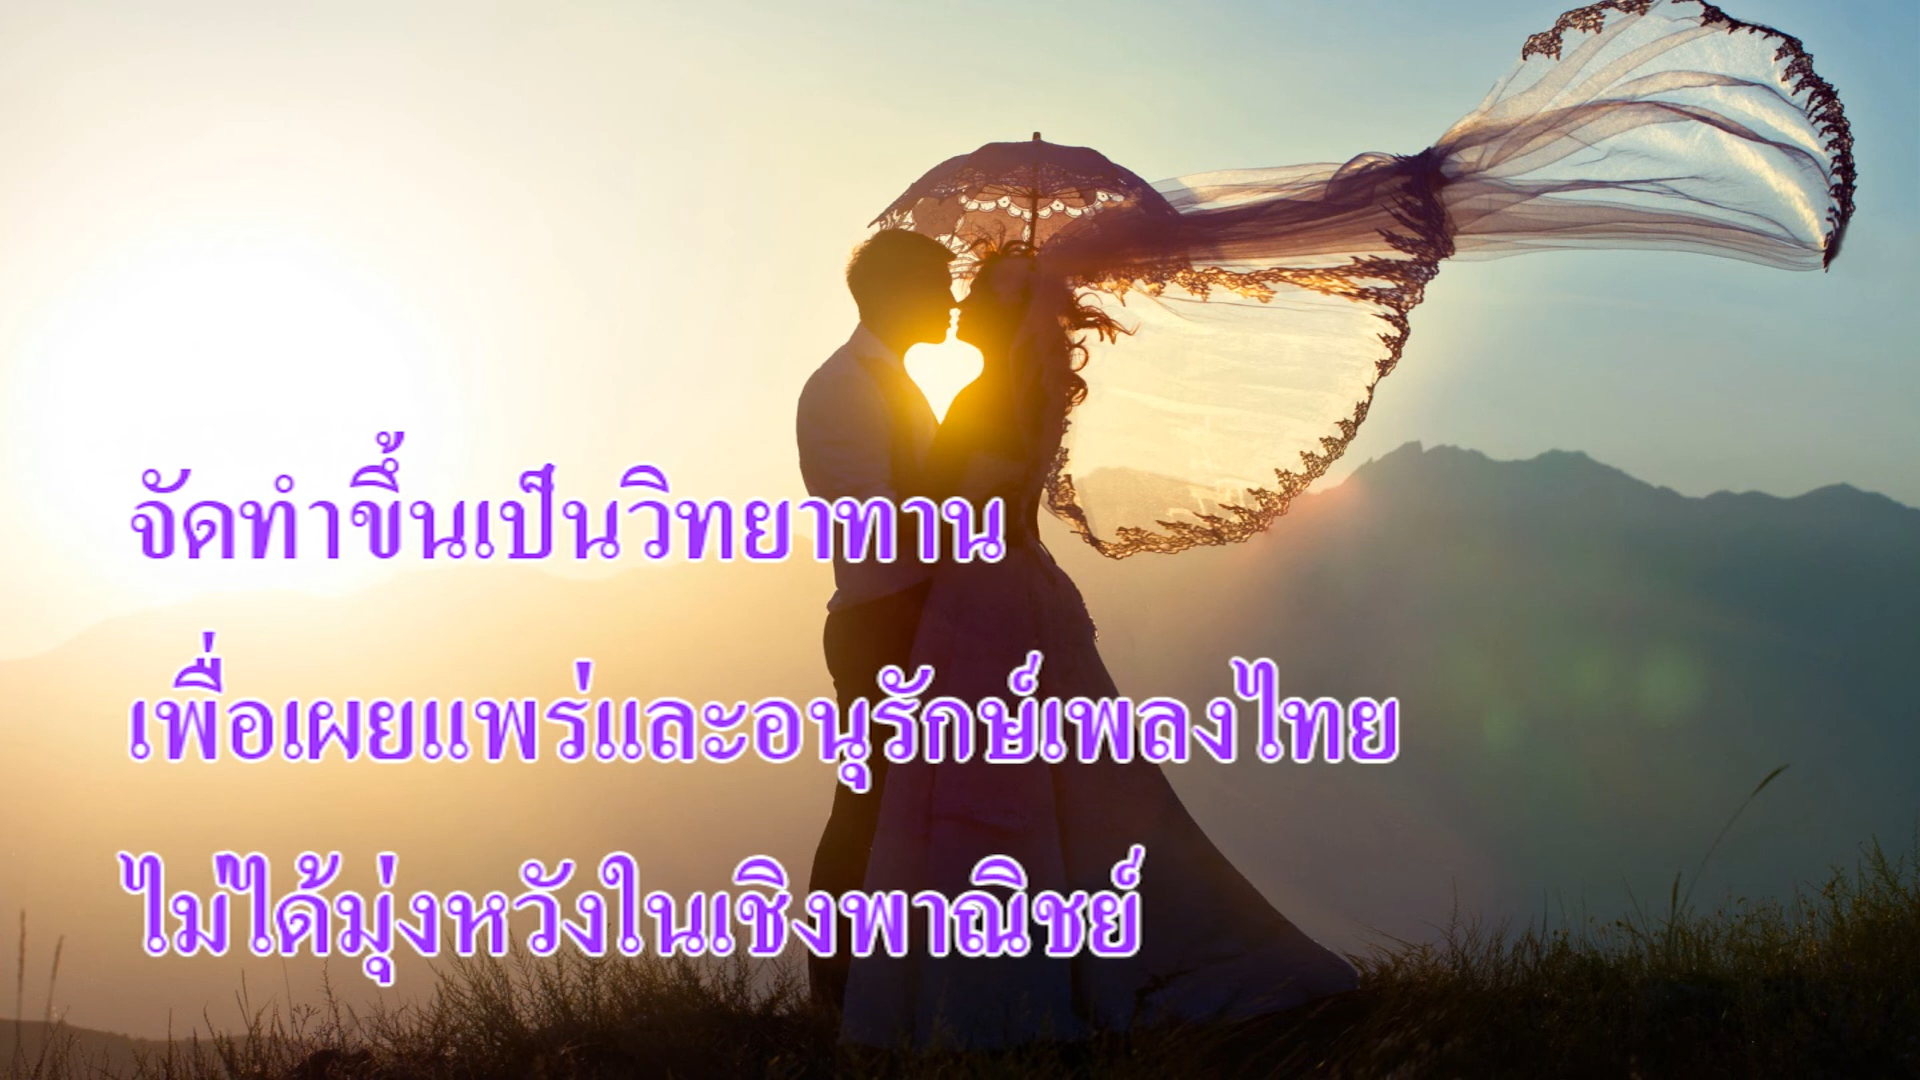 จัดทำขึ้นเป็นวิทยาทาน
เพื่อเผยแพร่และอนุรักษ์เพลงไทย
ไม่ได้มุ่งหวังในเชิงพาณิชย์